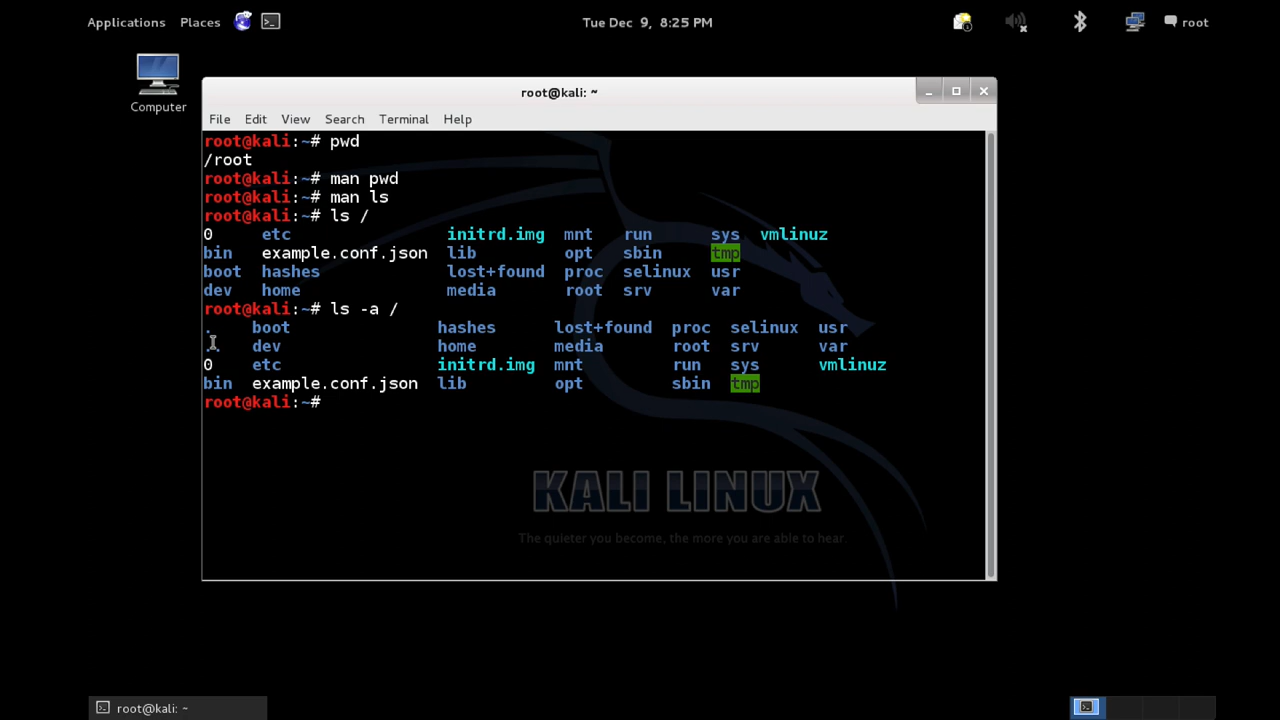 Applications Places Tue Dec 9, 8:25 PM root
Computer
root@kali: ~
File Edit View Search Terminal Help
root@kali:~# pwd
/root
root@kali:~# man pwd
root@kali:~# man ls
root@kali:~# ls /
0 etc initrd.img mnt run sys vmlinuz
bin example.conf.json lib opt sbin tmp
boot hashes lost+found proc selinux usr
dev home media root srv var
root@kali:~# ls -a /
. boot hashes lost+found proc selinux usr
.. dev home media root srv var
0 etc initrd.img mnt run sys vmlinuz
bin example.conf.json lib opt sbin tmp
root@kali:~#
KALI LINUX
The quieter you become, the more you are able to hear.
root@kali: ~